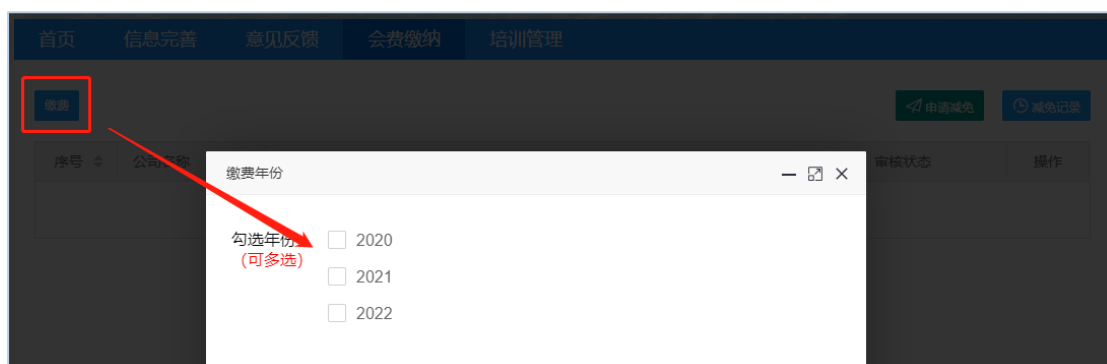 首页 信息完善 意见反馈 会费缴纳 培训管理
缴费 申请减免 减免记录
序号 公司名称 审核状态 操作
缴费年份
勾选年份 2020
(可多选)
2021
2022